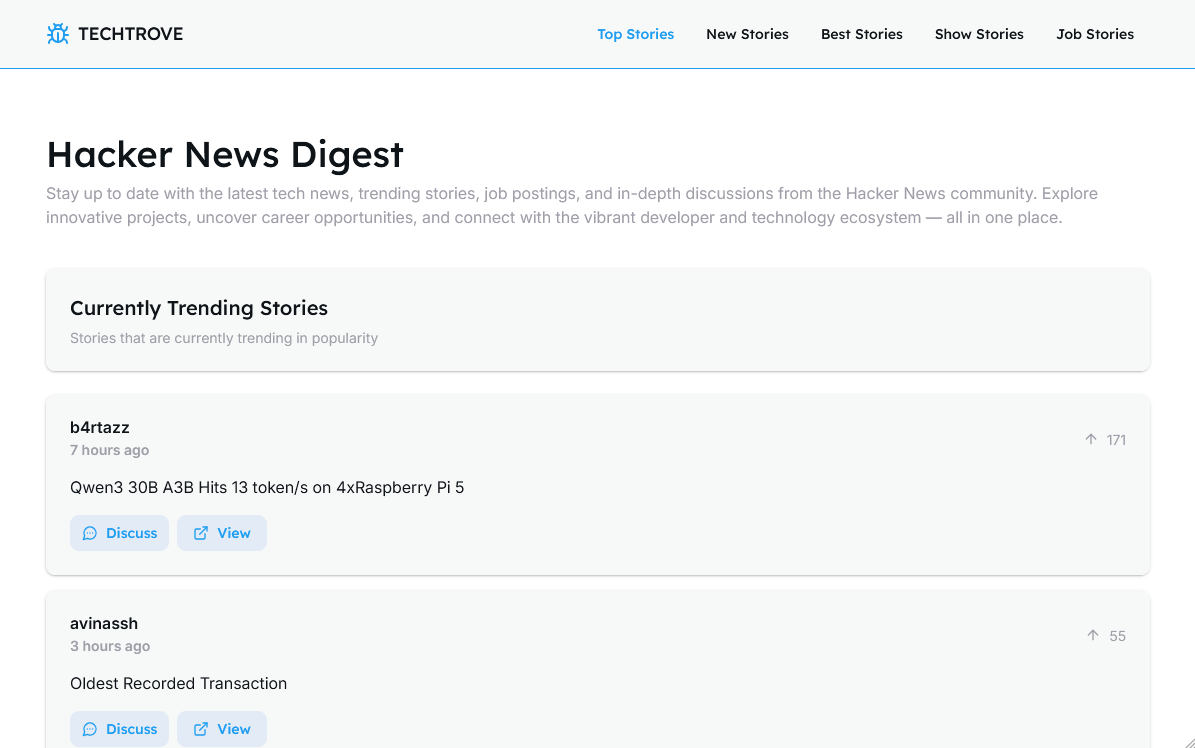 TECHTROVE
Top Stories
New Stories
Best Stories
Show Stories
Job Stories
Hacker News Digest
Stay up to date with the latest tech news, trending stories, job postings, and in-depth discussions from the Hacker News community. Explore
innovative projects, uncover career opportunities, and connect with the vibrant developer and technology ecosystem — all in one place.
Currently Trending Stories
Stories that are currently trending in popularity
b4rtazz
7 hours ago
171
Qwen3 30B A3B Hits 13 token/s on 4xRaspberry Pi 5
Discuss
View
avinassh
3 hours ago
55
Oldest Recorded Transaction
Discuss
View